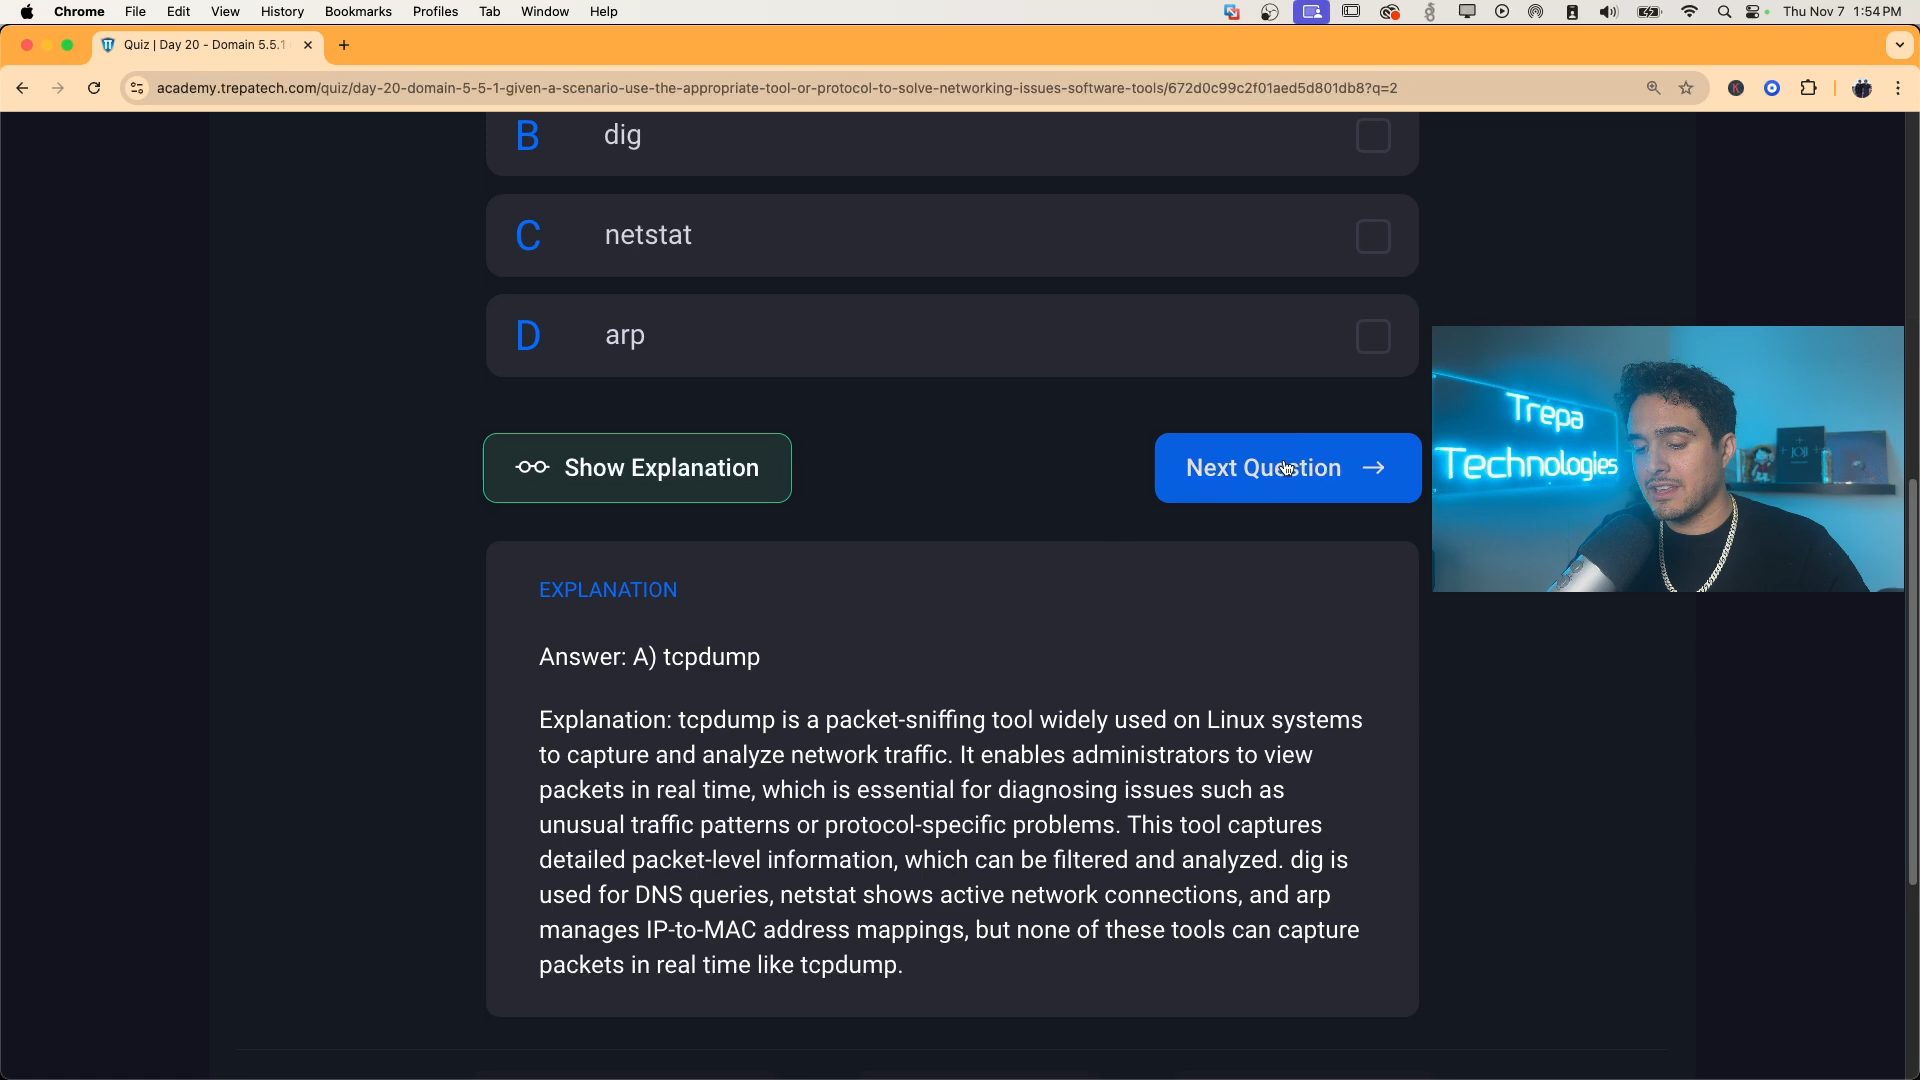 Chrome File Edit View History Bookmarks Profiles Tab Window Help Thu Nov 7 1:54 PM
Quiz | Day 20 - Domain 5.5.1
academy.trepatech.com/quiz/day-20-domain-5-5-1-given-a-scenario-use-the-appropriate-tool-or-protocol-to-solve-networking-issues-software-tools/672d0c99c2f01aed5d801db8?q=2
B dig
C netstat
D arp
Show Explanation
Next Question →
Trepa
Technologies
JOJI
EXPLANATION
Answer: A) tcpdump
Explanation: tcpdump is a packet-sniffing tool widely used on Linux systems
to capture and analyze network traffic. It enables administrators to view
packets in real time, which is essential for diagnosing issues such as
unusual traffic patterns or protocol-specific problems. This tool captures
detailed packet-level information, which can be filtered and analyzed. dig is
used for DNS queries, netstat shows active network connections, and arp
manages IP-to-MAC address mappings, but none of these tools can capture
packets in real time like tcpdump.